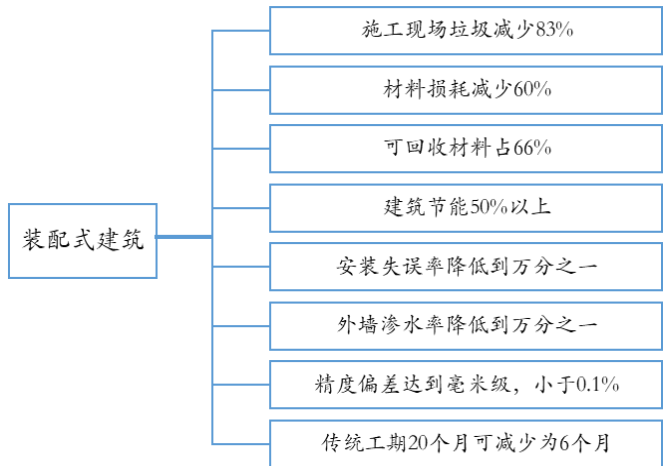 装配式建筑
施工现场垃圾减少83%
材料损耗减少60%
可回收材料占66%
建筑节能50%以上
安装失误率降低到万分之一
外墙渗水率降低到万分之一
精度偏差达到毫米级，小于0.1%
传统工期20个月可减少为6个月